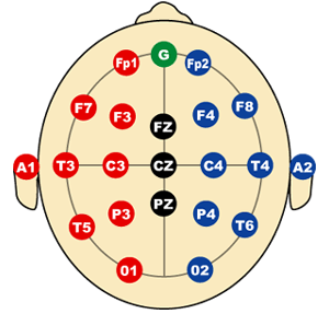 Fp1 G Fp2
F7 F3 FZ F4 F8
A1 T3 C3 CZ C4 T4 A2
T5 P3 PZ P4 T6
01 02